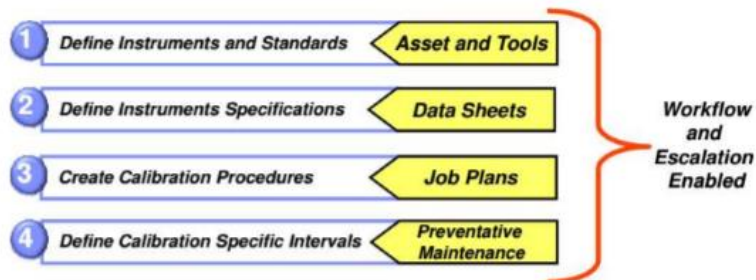 1 Define Instruments and Standards Asset and Tools
2 Define Instruments Specifications Data Sheets
3 Create Calibration Procedures Job Plans
4 Define Calibration Specific Intervals Preventative
Maintenance
Workflow
and
Escalation
Enabled